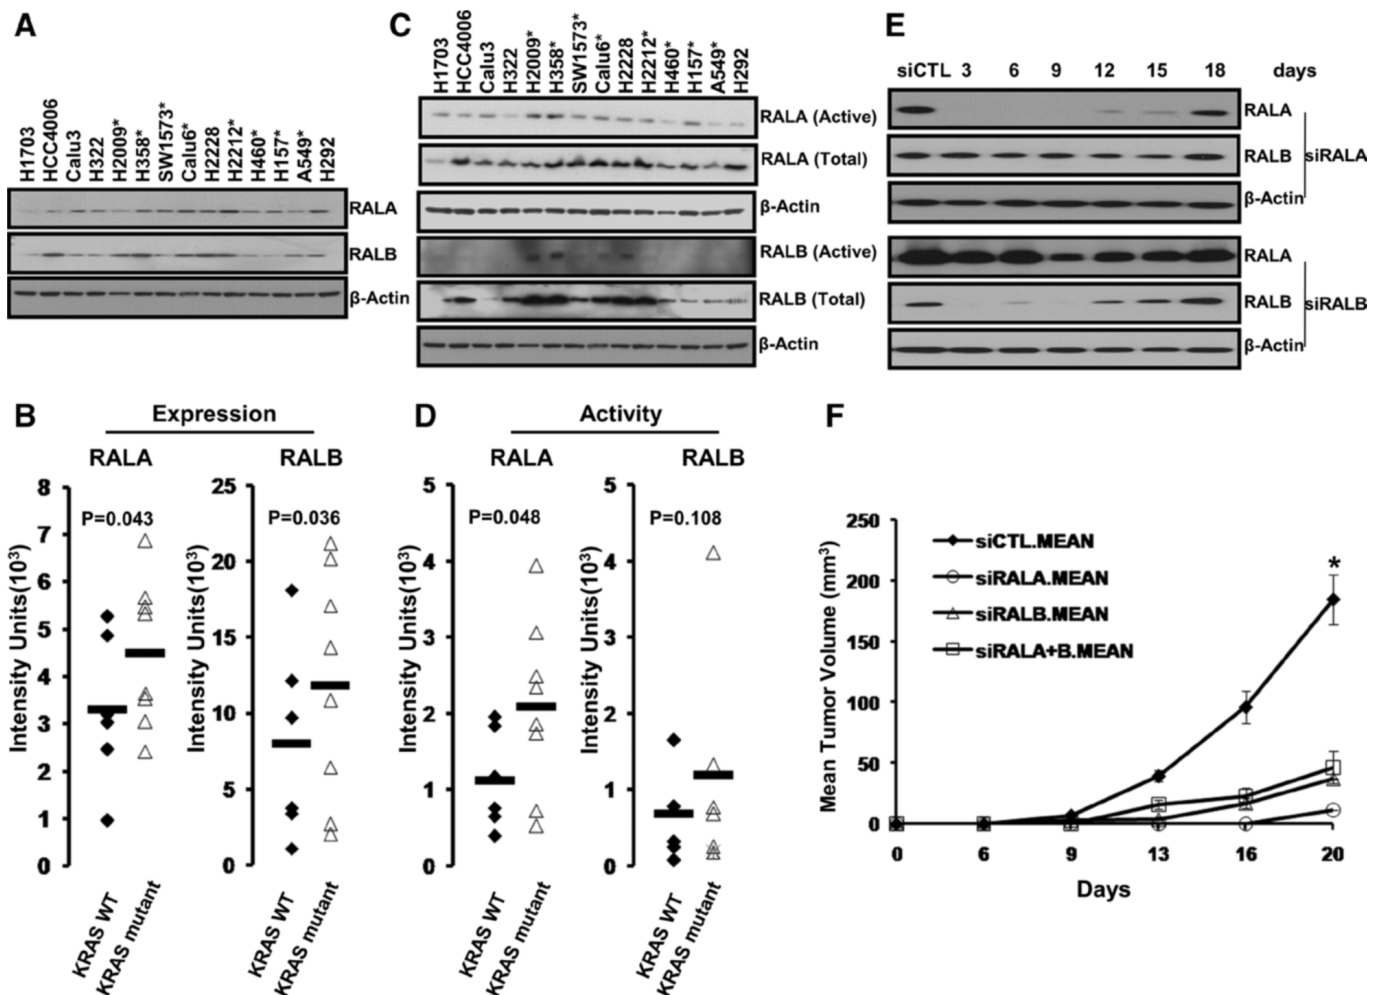 A
H1703
HCC4006
Calu3
H322
H2009*
H358*
SW1573*
Calu6*
H2228
H2212*
H460*
H157*
A549*
H292
RALA
RALB
β-Actin
C
H1703
HCC4006
Calu3
H322
H2009*
H358*
SW1573*
Calu6*
H2228
H2212*
H460*
H157*
A549*
H292
RALA (Active)
RALA (Total)
β-Actin
RALB (Active)
RALB (Total)
β-Actin
E
siCTL 3 6 9 12 15 18 days
RALA
RALB
β-Actin
siRALA
RALA
RALB
β-Actin
siRALB
B
Expression
RALA
Intensity Units(10³)
8
7
6
5
4
3
2
1
0
P=0.043
KRAS WT
KRAS mutant
RALB
Intensity Units(10³)
25
20
15
10
5
0
P=0.036
KRAS WT
KRAS mutant
D
Activity
RALA
Intensity Units(10³)
5
4
3
2
1
0
P=0.048
KRAS WT
KRAS mutant
RALB
Intensity Units(10³)
5
4
3
2
1
0
P=0.108
KRAS WT
KRAS mutant
F
Mean Tumor Volume (mm³)
250
200
150
100
50
0
siCTL.MEAN
siRALA.MEAN
siRALB.MEAN
siRALA+B.MEAN
*
0 6 9 13 16 20
Days